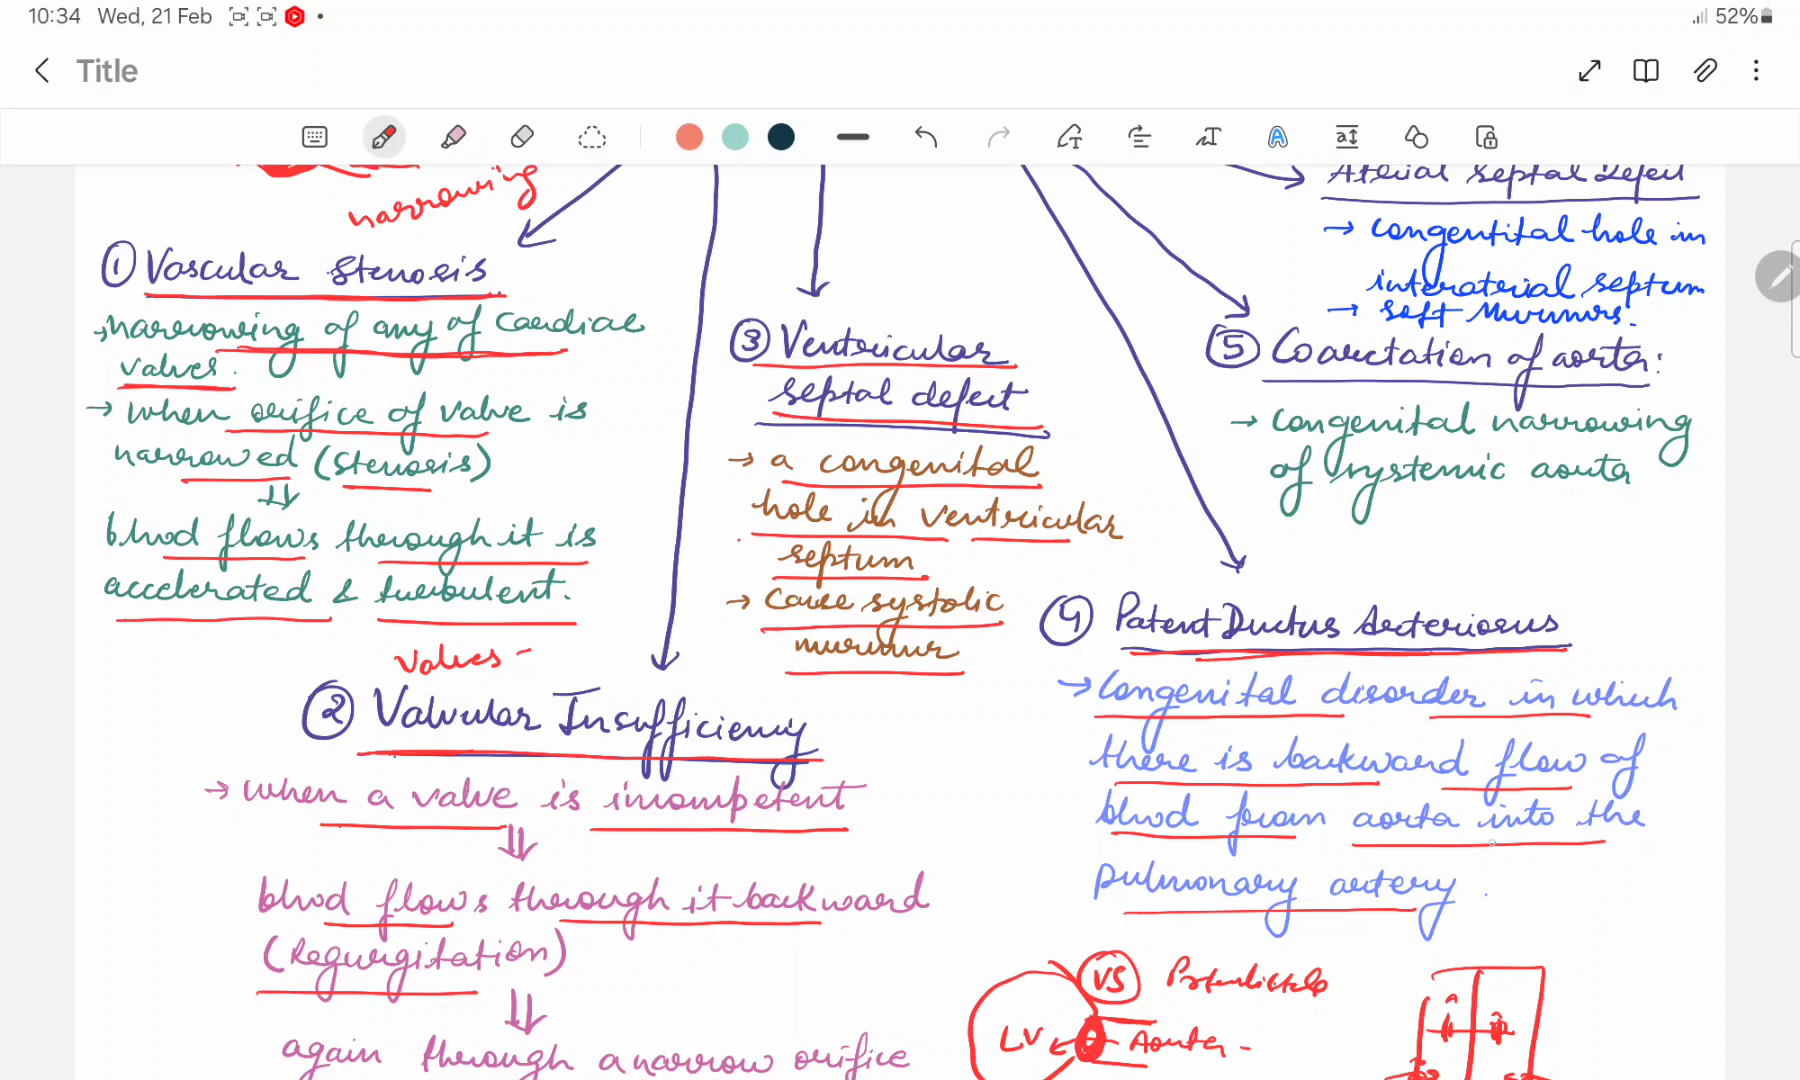 10:34 Wed, 21 Feb
52%
Title
narrowing
① Vascular Stenosis
→ narrowing of any of Cardiac
valves.
→ when orifice of valve is
narrowed (Stenosis)
⇓
blood flows through it is
accelerated & turbulent.
valves -
② Valvular Insufficiency
→ when a valve is incompetent
⇓
blood flows through it backward
(Regurgitation)
⇓
again through a narrow orifice
③ Ventricular
septal defect
→ a congenital
hole in ventricular
septum
→ Cause systolic
murmur
Aterial Septal Defeit
→ congentital hole in
interaterial septum
→ Soft Murmurs.
⑤ Coarctation of aorta:
→ congenital narrowing
of systemic aorta
④ Patent Ductus Arteriosus
→ Congenital disorder in which
there is backward flow of
blood from aorta into the
pulmonary artery.
VS
LV
Aorta -